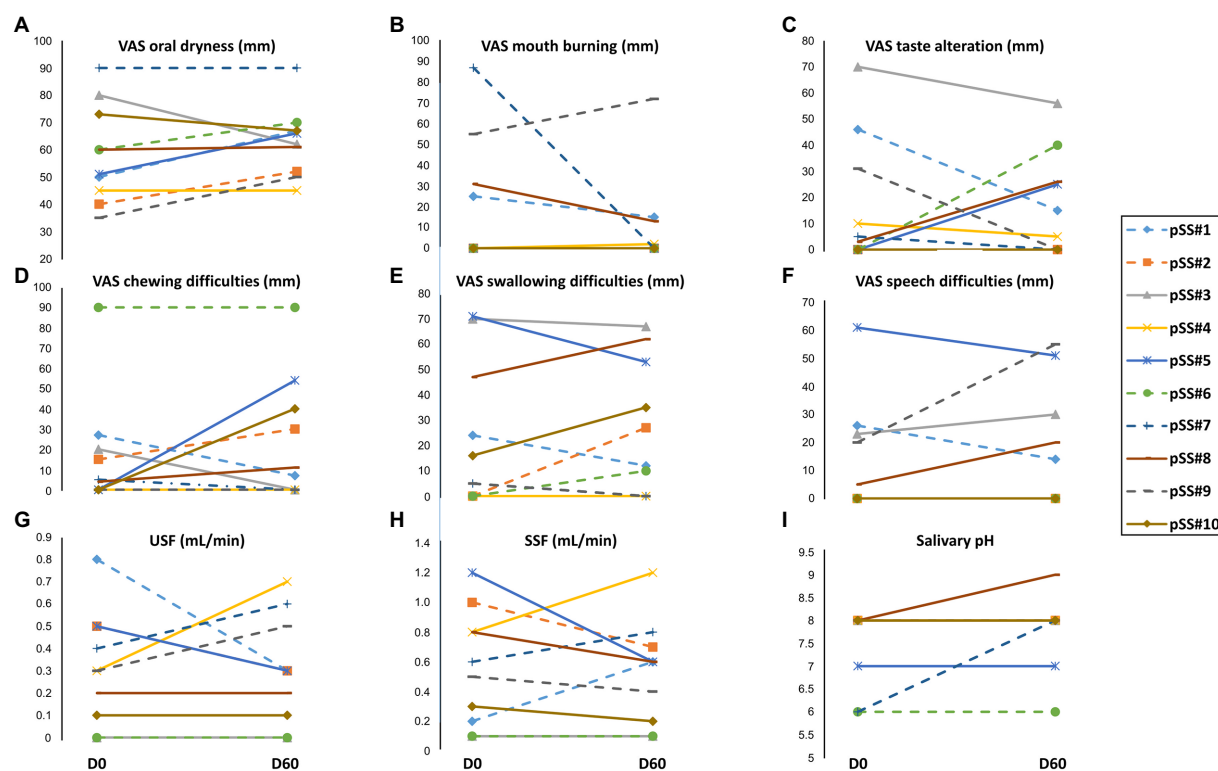 A
VAS oral dryness (mm)
100
90
80
70
60
50
40
30
20
B
VAS mouth burning (mm)
100
90
80
70
60
50
40
30
20
10
0
C
VAS taste alteration (mm)
80
70
60
50
40
30
20
10
0
D
VAS chewing difficulties (mm)
100
90
80
70
60
50
40
30
20
10
0
E
VAS swallowing difficulties (mm)
80
70
60
50
40
30
20
10
0
F
VAS speech difficulties (mm)
70
60
50
40
30
20
10
0
G
USF (mL/min)
0.9
0.8
0.7
0.6
0.5
0.4
0.3
0.2
0.1
0
D0 D60
H
SSF (mL/min)
1.4
1.2
1.0
0.8
0.6
0.4
0.2
0
D0 D60
I
Salivary pH
9.5
9
8.5
8
7.5
7
6.5
6
5.5
5
D0 D60
pSS#1
pSS#2
pSS#3
pSS#4
pSS#5
pSS#6
pSS#7
pSS#8
pSS#9
pSS#10